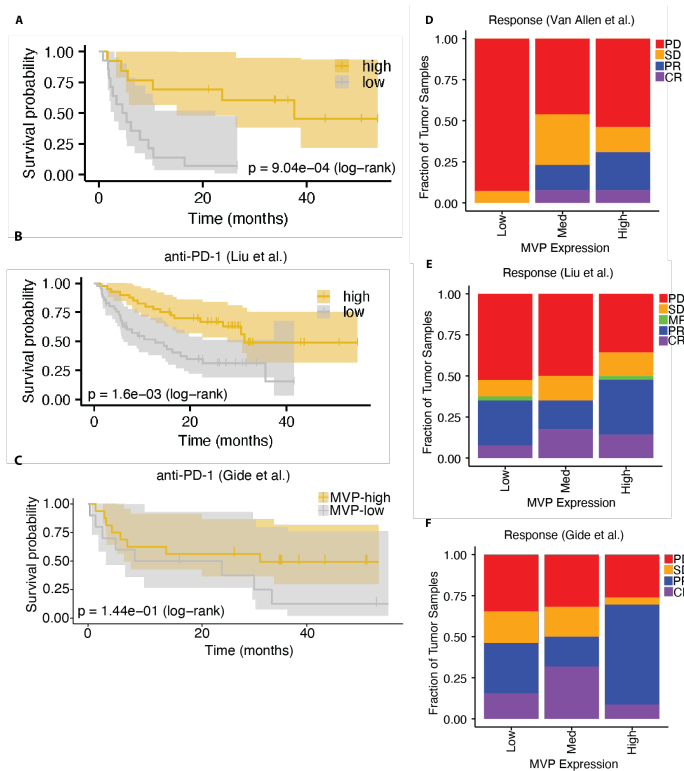 A
1.00
0.75
0.50
0.25
0.00
Survival probability
high
low
p = 9.04e−04 (log−rank)
0
20
40
Time (months)
B
anti-PD-1 (Liu et al.)
1.00
0.75
0.50
0.25
0.00
Survival probability
high
low
p = 1.6e−03 (log−rank)
0
20
40
Time (months)
C
anti-PD-1 (Gide et al.)
1.00
0.75
0.50
0.25
0.00
Survival probability
MVP-high
MVP-low
p = 1.44e−01 (log−rank)
0
20
40
Time (months)
D
Response (Van Allen et al.)
1.00
0.75
0.50
0.25
0.00
Fraction of Tumor Samples
PD
SD
PR
CR
Low
Med
High
MVP Expression
E
Response (Liu et al.)
1.00
0.75
0.50
0.25
0.00
Fraction of Tumor Samples
PD
SD
PR
CR
Low
Med
High
MVP Expression
F
Response (Gide et al.)
1.00
0.75
0.50
0.25
0.00
Fraction of Tumor Samples
Low
Med
High
MVP Expression